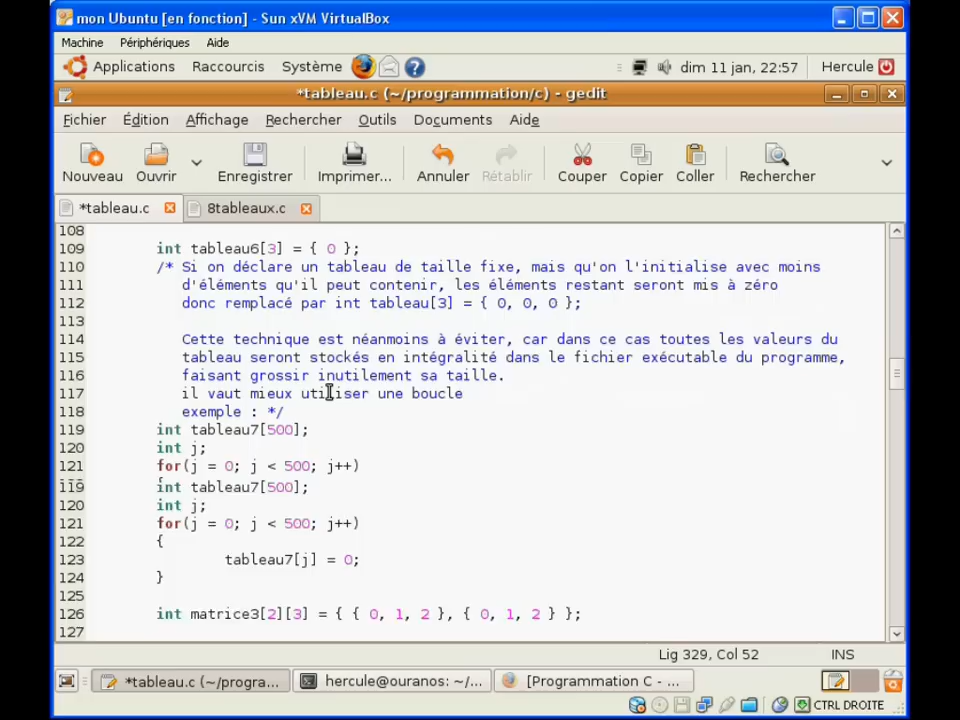 mon Ubuntu [en fonction] - Sun xVM VirtualBox
Machine Périphériques Aide
Applications Raccourcis Système dim 11 jan, 22:57 Hercule
*tableau.c (~/programmation/c) - gedit
Fichier Édition Affichage Rechercher Outils Documents Aide
Nouveau Ouvrir Enregistrer Imprimer... Annuler Rétablir Couper Copier Coller Rechercher
*tableau.c 8tableaux.c
108
109 int tableau6[3] = { 0 };
110 /* Si on déclare un tableau de taille fixe, mais qu'on l'initialise avec moins
111 d'éléments qu'il peut contenir, les éléments restant seront mis à zéro
112 donc remplacé par int tableau[3] = { 0, 0, 0 };
113
114 Cette technique est néanmoins à éviter, car dans ce cas toutes les valeurs du
115 tableau seront stockés en intégralité dans le fichier exécutable du programme,
116 faisant grossir inutilement sa taille.
117 il vaut mieux utiliser une boucle
118 exemple : */
119 int tableau7[500];
120 int j;
121 for(j = 0; j < 500; j++)
119 int tableau7[500];
120 int j;
121 for(j = 0; j < 500; j++)
122 {
123 tableau7[j] = 0;
124 }
125
126 int matrice3[2][3] = { { 0, 1, 2 }, { 0, 1, 2 } };
127
Lig 329, Col 52 INS
*tableau.c (~/progra... hercule@ouranos: ~/... [Programmation C - ...
CTRL DROITE